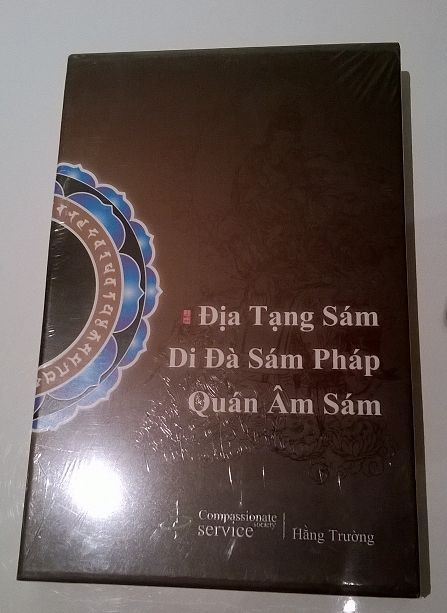 Địa Tạng Sám
Di Đà Sám Pháp
Quán Âm Sám
Compassionate
service society
Hằng Trường